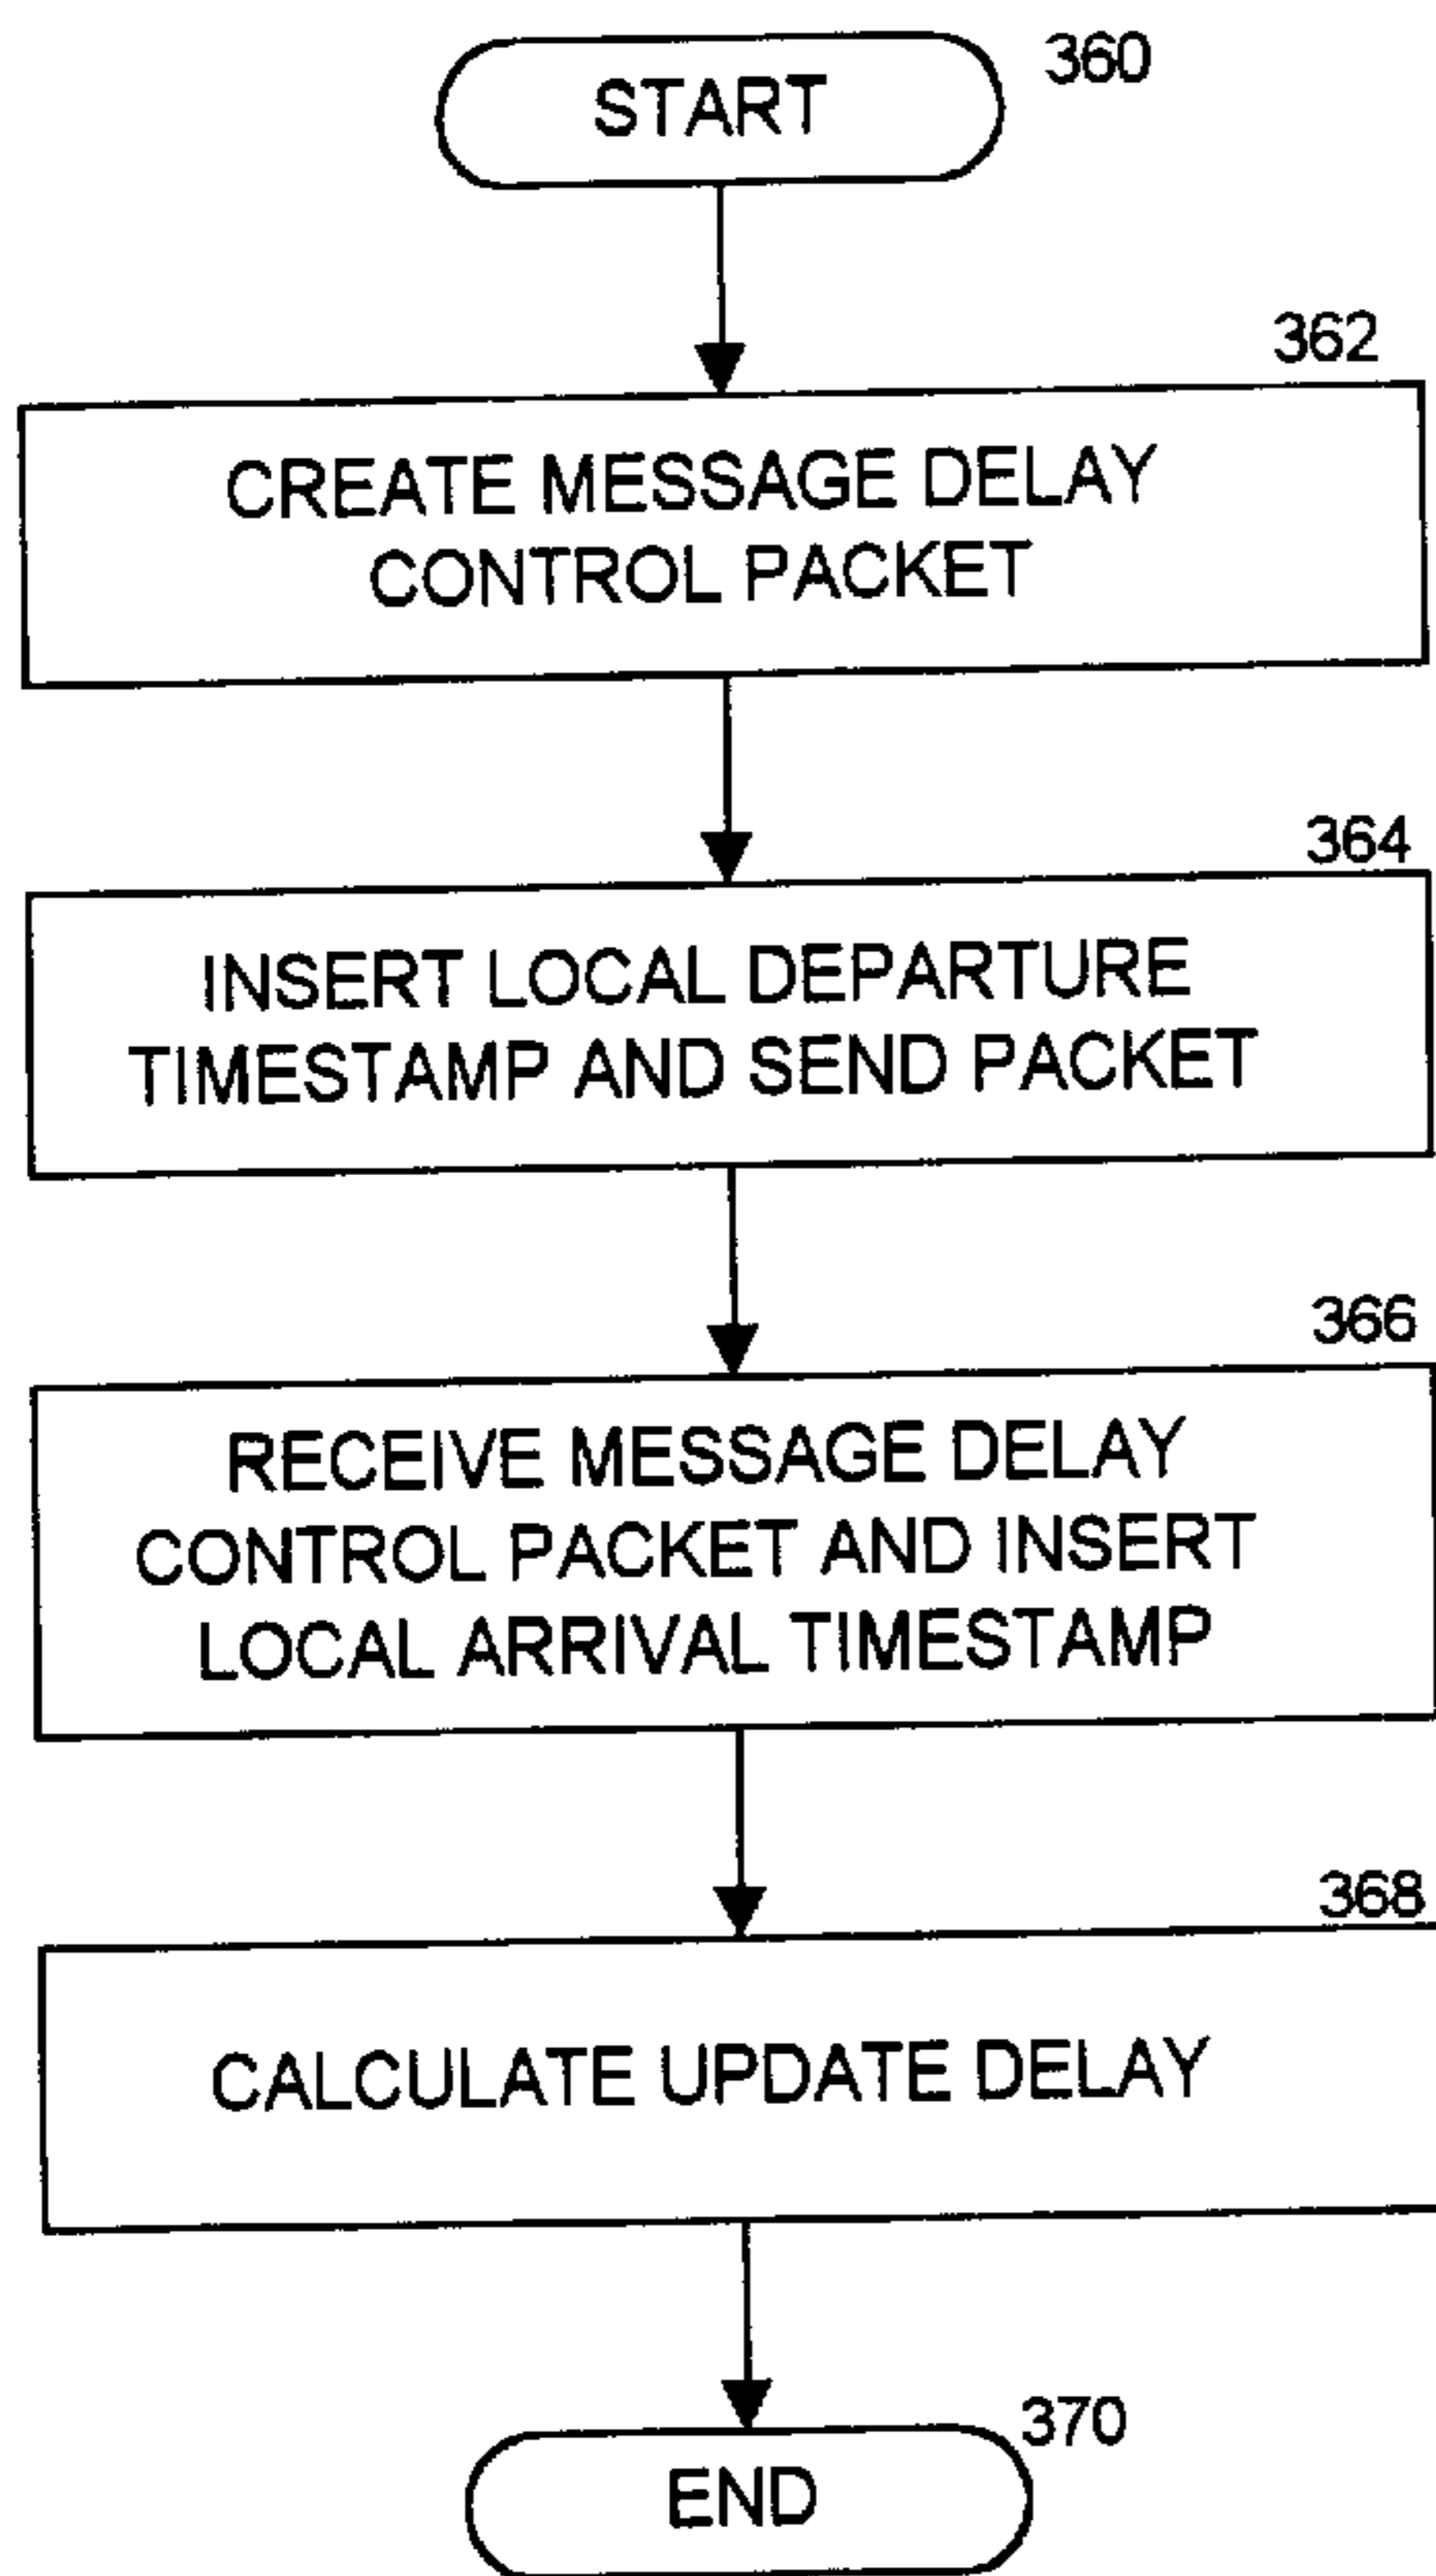 360
START
362
CREATE MESSAGE DELAY
CONTROL PACKET
364
INSERT LOCAL DEPARTURE
TIMESTAMP AND SEND PACKET
366
RECEIVE MESSAGE DELAY
CONTROL PACKET AND INSERT
LOCAL ARRIVAL TIMESTAMP
368
CALCULATE UPDATE DELAY
370
END